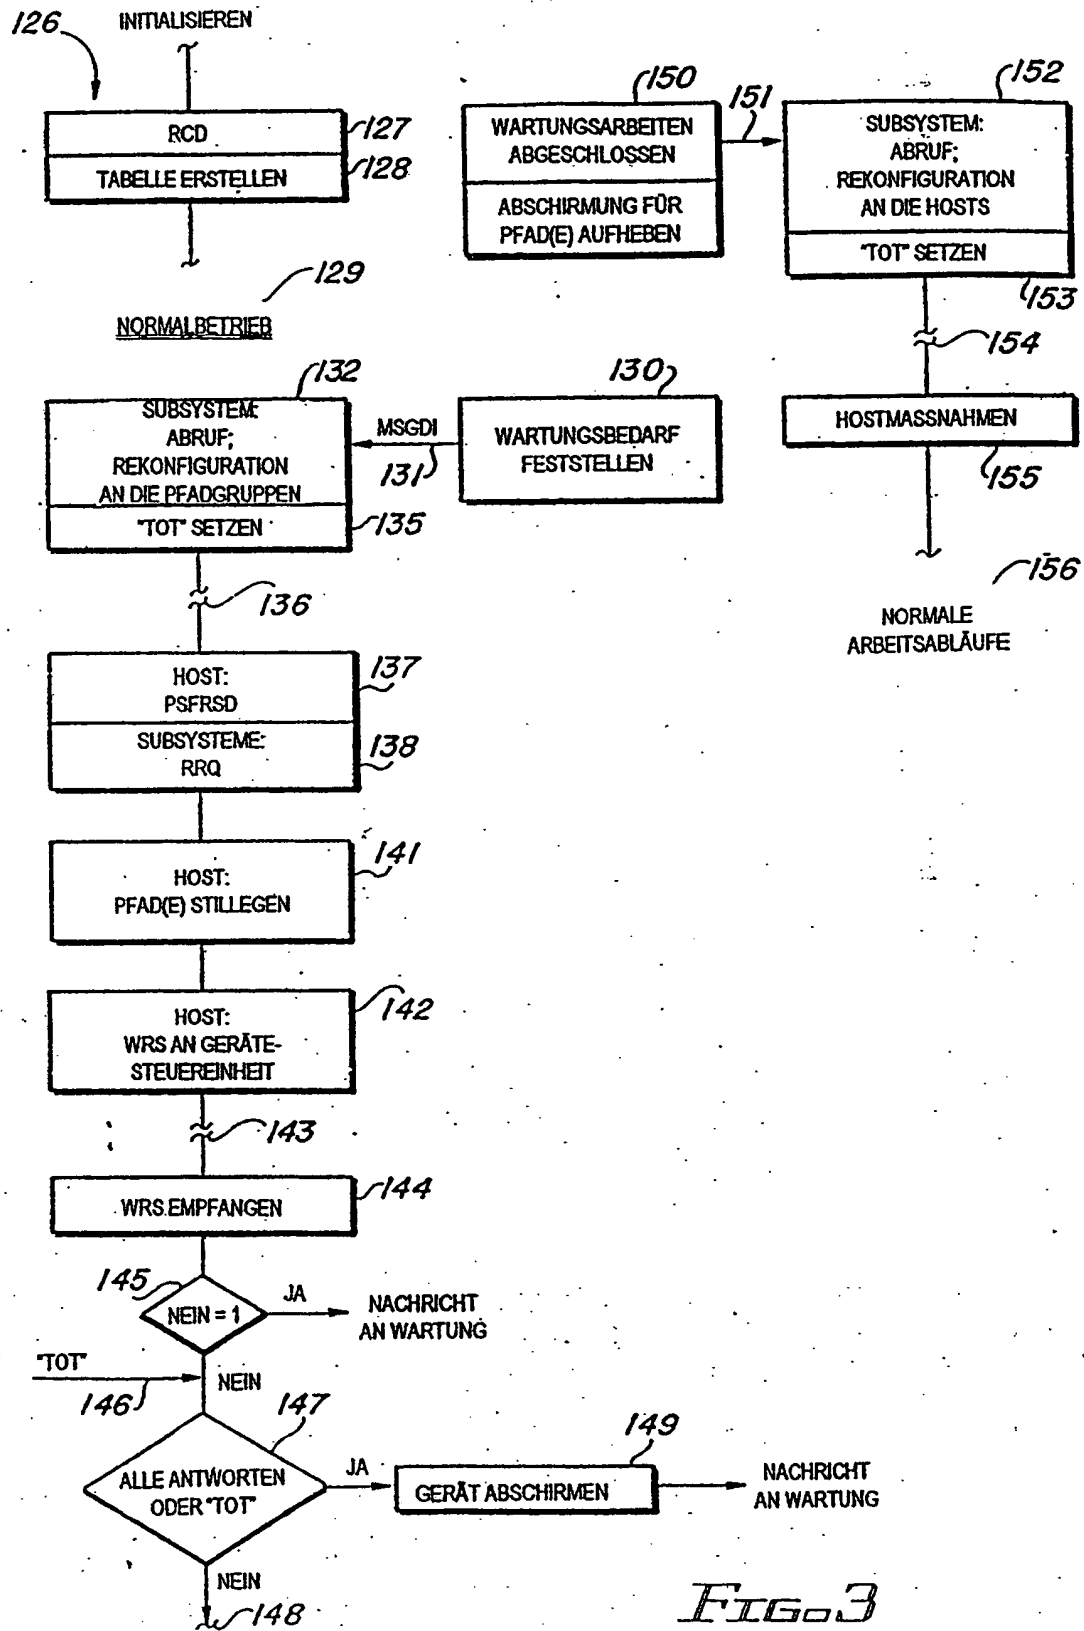 126
INITIALISIEREN
RCD
127
TABELLE ERSTELLEN
128
129
NORMALBETRIEB
132
SUBSYSTEM:
ABRUF;
REKONFIGURATION
AN DIE PFADGRUPPEN
"TOT" SETZEN
135
MSGDI
131
130
WARTUNGSBEDARF
FESTSTELLEN
136
HOST:
PSFRSD
137
SUBSYSTEME:
RRQ
138
HOST:
PFAD(E) STILLEGEN
141
HOST:
WRS AN GERÄTE-
STEUEREINHEIT
142
143
WRS EMPFANGEN
144
145
NEIN = 1
JA
NACHRICHT
AN WARTUNG
"TOT"
146
NEIN
147
ALLE ANTWORTEN
ODER "TOT"
JA
149
GERÄT ABSCHIRMEN
NACHRICHT
AN WARTUNG
NEIN
148
150
WARTUNGSARBEITEN
ABGESCHLOSSEN
ABSCHIRMUNG FÜR
PFAD(E) AUFHEBEN
151
152
SUBSYSTEM:
ABRUF;
REKONFIGURATION
AN DIE HOSTS
"TOT" SETZEN
153
154
HOSTMASSNAHMEN
155
156
NORMALE
ARBEITSABLÄUFE
FIG. 3